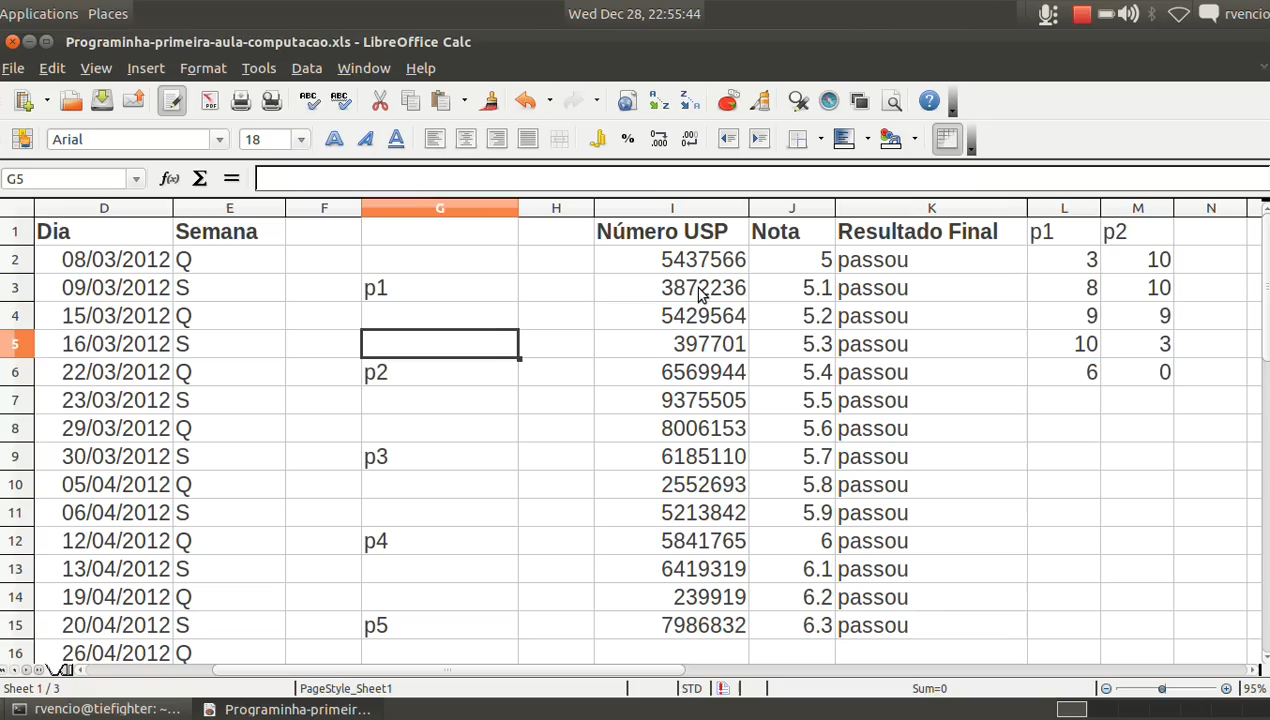 Applications Places Wed Dec 28, 22:55:44 rvencio
Programinha-primeira-aula-computacao.xls - LibreOffice Calc
File Edit View Insert Format Tools Data Window Help
Arial 18
G5
D E F G H I J K L M N
1 Dia Semana Número USP Nota Resultado Final p1 p2
2 08/03/2012 Q 5437566 5 passou 3 10
3 09/03/2012 S p1 3872236 5.1 passou 8 10
4 15/03/2012 Q 5429564 5.2 passou 9 9
5 16/03/2012 S 397701 5.3 passou 10 3
6 22/03/2012 Q p2 6569944 5.4 passou 6 0
7 23/03/2012 S 9375505 5.5 passou
8 29/03/2012 Q 8006153 5.6 passou
9 30/03/2012 S p3 6185110 5.7 passou
10 05/04/2012 Q 2552693 5.8 passou
11 06/04/2012 S 5213842 5.9 passou
12 12/04/2012 Q p4 5841765 6 passou
13 13/04/2012 S 6419319 6.1 passou
14 19/04/2012 Q 239919 6.2 passou
15 20/04/2012 S p5 7986832 6.3 passou
16 26/04/2012 Q
Sheet 1 / 3 PageStyle_Sheet1 STD Sum=0 95%
rvencio@tiefighter: ~... Programinha-primeir...